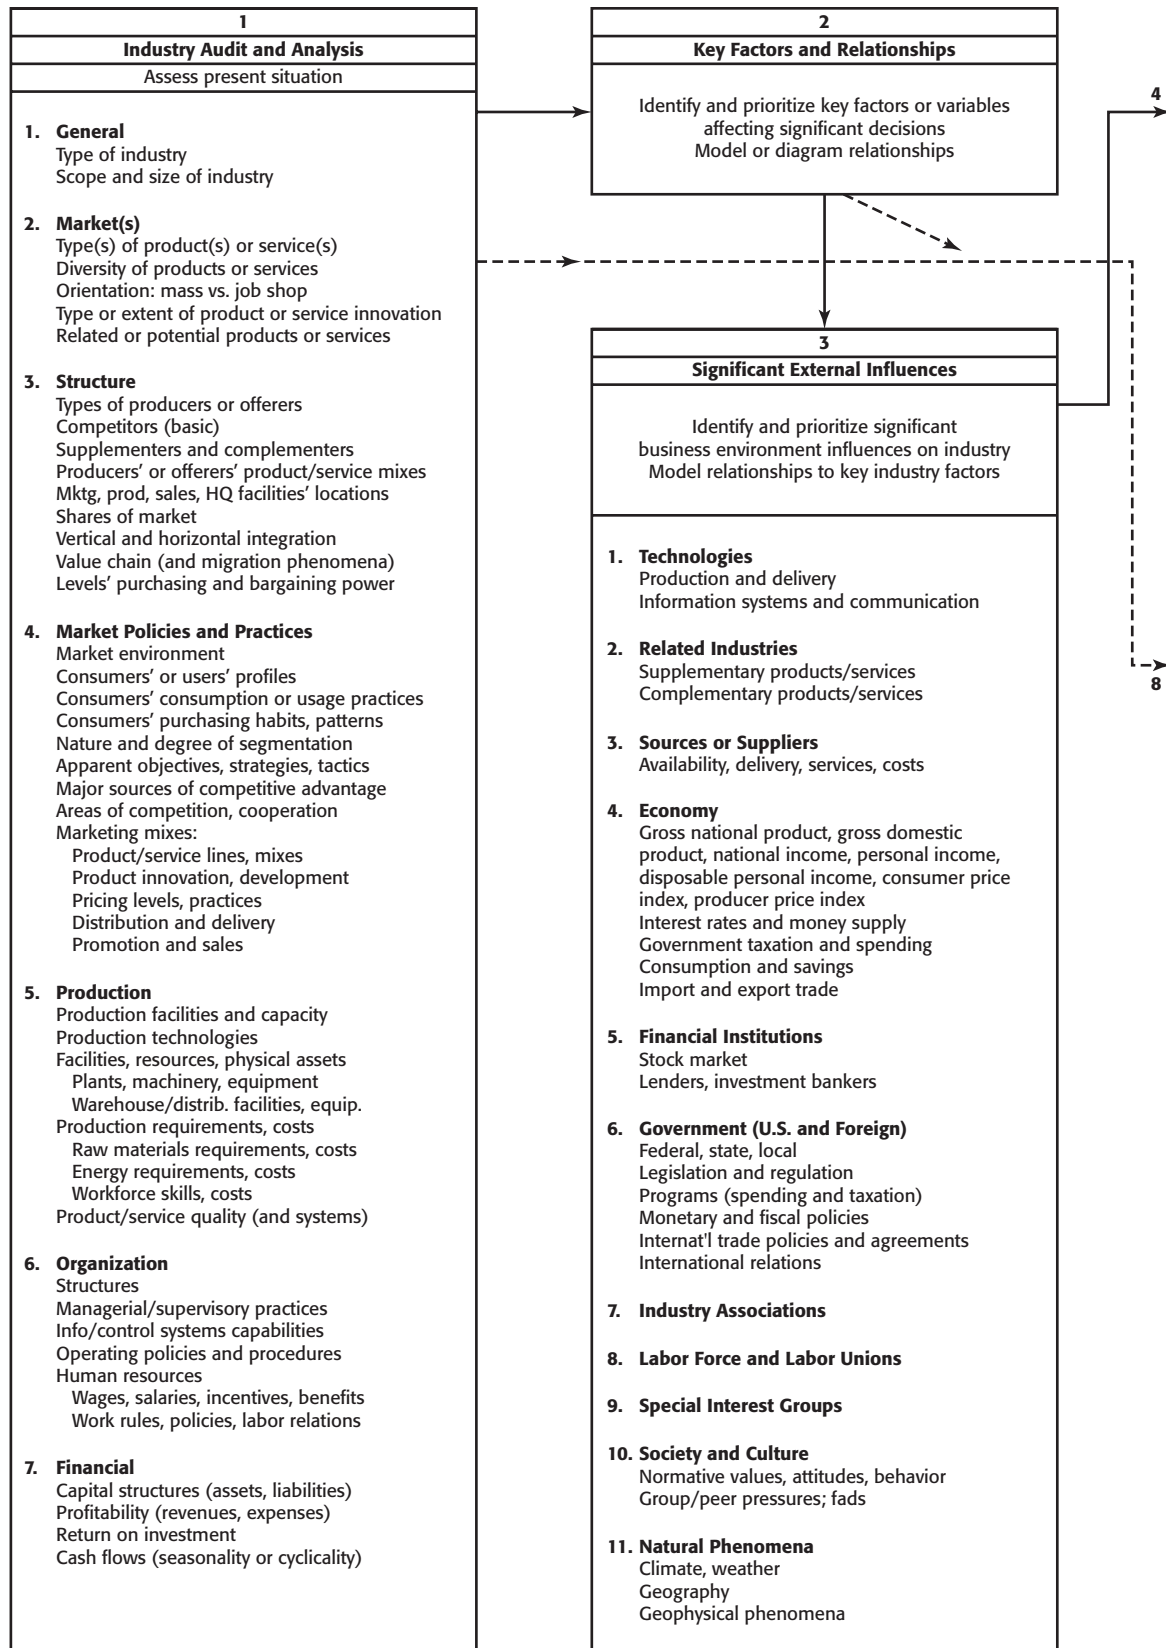 1
Industry Audit and Analysis
Assess present situation
1. General
Type of industry
Scope and size of industry
2. Market(s)
Type(s) of product(s) or service(s)
Diversity of products or services
Orientation: mass vs. job shop
Type or extent of product or service innovation
Related or potential products or services
3. Structure
Types of producers or offerers
Competitors (basic)
Supplementers and complementers
Producers’ or offerers’ product/service mixes
Mktg, prod, sales, HQ facilities’ locations
Shares of market
Vertical and horizontal integration
Value chain (and migration phenomena)
Levels’ purchasing and bargaining power
4. Market Policies and Practices
Market environment
Consumers’ or users’ profiles
Consumers’ consumption or usage practices
Consumers’ purchasing habits, patterns
Nature and degree of segmentation
Apparent objectives, strategies, tactics
Major sources of competitive advantage
Areas of competition, cooperation
Marketing mixes:
Product/service lines, mixes
Product innovation, development
Pricing levels, practices
Distribution and delivery
Promotion and sales
5. Production
Production facilities and capacity
Production technologies
Facilities, resources, physical assets
Plants, machinery, equipment
Warehouse/distrib. facilities, equip.
Production requirements, costs
Raw materials requirements, costs
Energy requirements, costs
Workforce skills, costs
Product/service quality (and systems)
6. Organization
Structures
Managerial/supervisory practices
Info/control systems capabilities
Operating policies and procedures
Human resources
Wages, salaries, incentives, benefits
Work rules, policies, labor relations
7. Financial
Capital structures (assets, liabilities)
Profitability (revenues, expenses)
Return on investment
Cash flows (seasonality or cyclicality)
2
Key Factors and Relationships
Identify and prioritize key factors or variables
affecting significant decisions
Model or diagram relationships
4
3
Significant External Influences
Identify and prioritize significant
business environment influences on industry
Model relationships to key industry factors
8
1. Technologies
Production and delivery
Information systems and communication
2. Related Industries
Supplementary products/services
Complementary products/services
3. Sources or Suppliers
Availability, delivery, services, costs
4. Economy
Gross national product, gross domestic
product, national income, personal income,
disposable personal income, consumer price
index, producer price index
Interest rates and money supply
Government taxation and spending
Consumption and savings
Import and export trade
5. Financial Institutions
Stock market
Lenders, investment bankers
6. Government (U.S. and Foreign)
Federal, state, local
Legislation and regulation
Programs (spending and taxation)
Monetary and fiscal policies
Internat'l trade policies and agreements
International relations
7. Industry Associations
8. Labor Force and Labor Unions
9. Special Interest Groups
10. Society and Culture
Normative values, attitudes, behavior
Group/peer pressures; fads
11. Natural Phenomena
Climate, weather
Geography
Geophysical phenomena